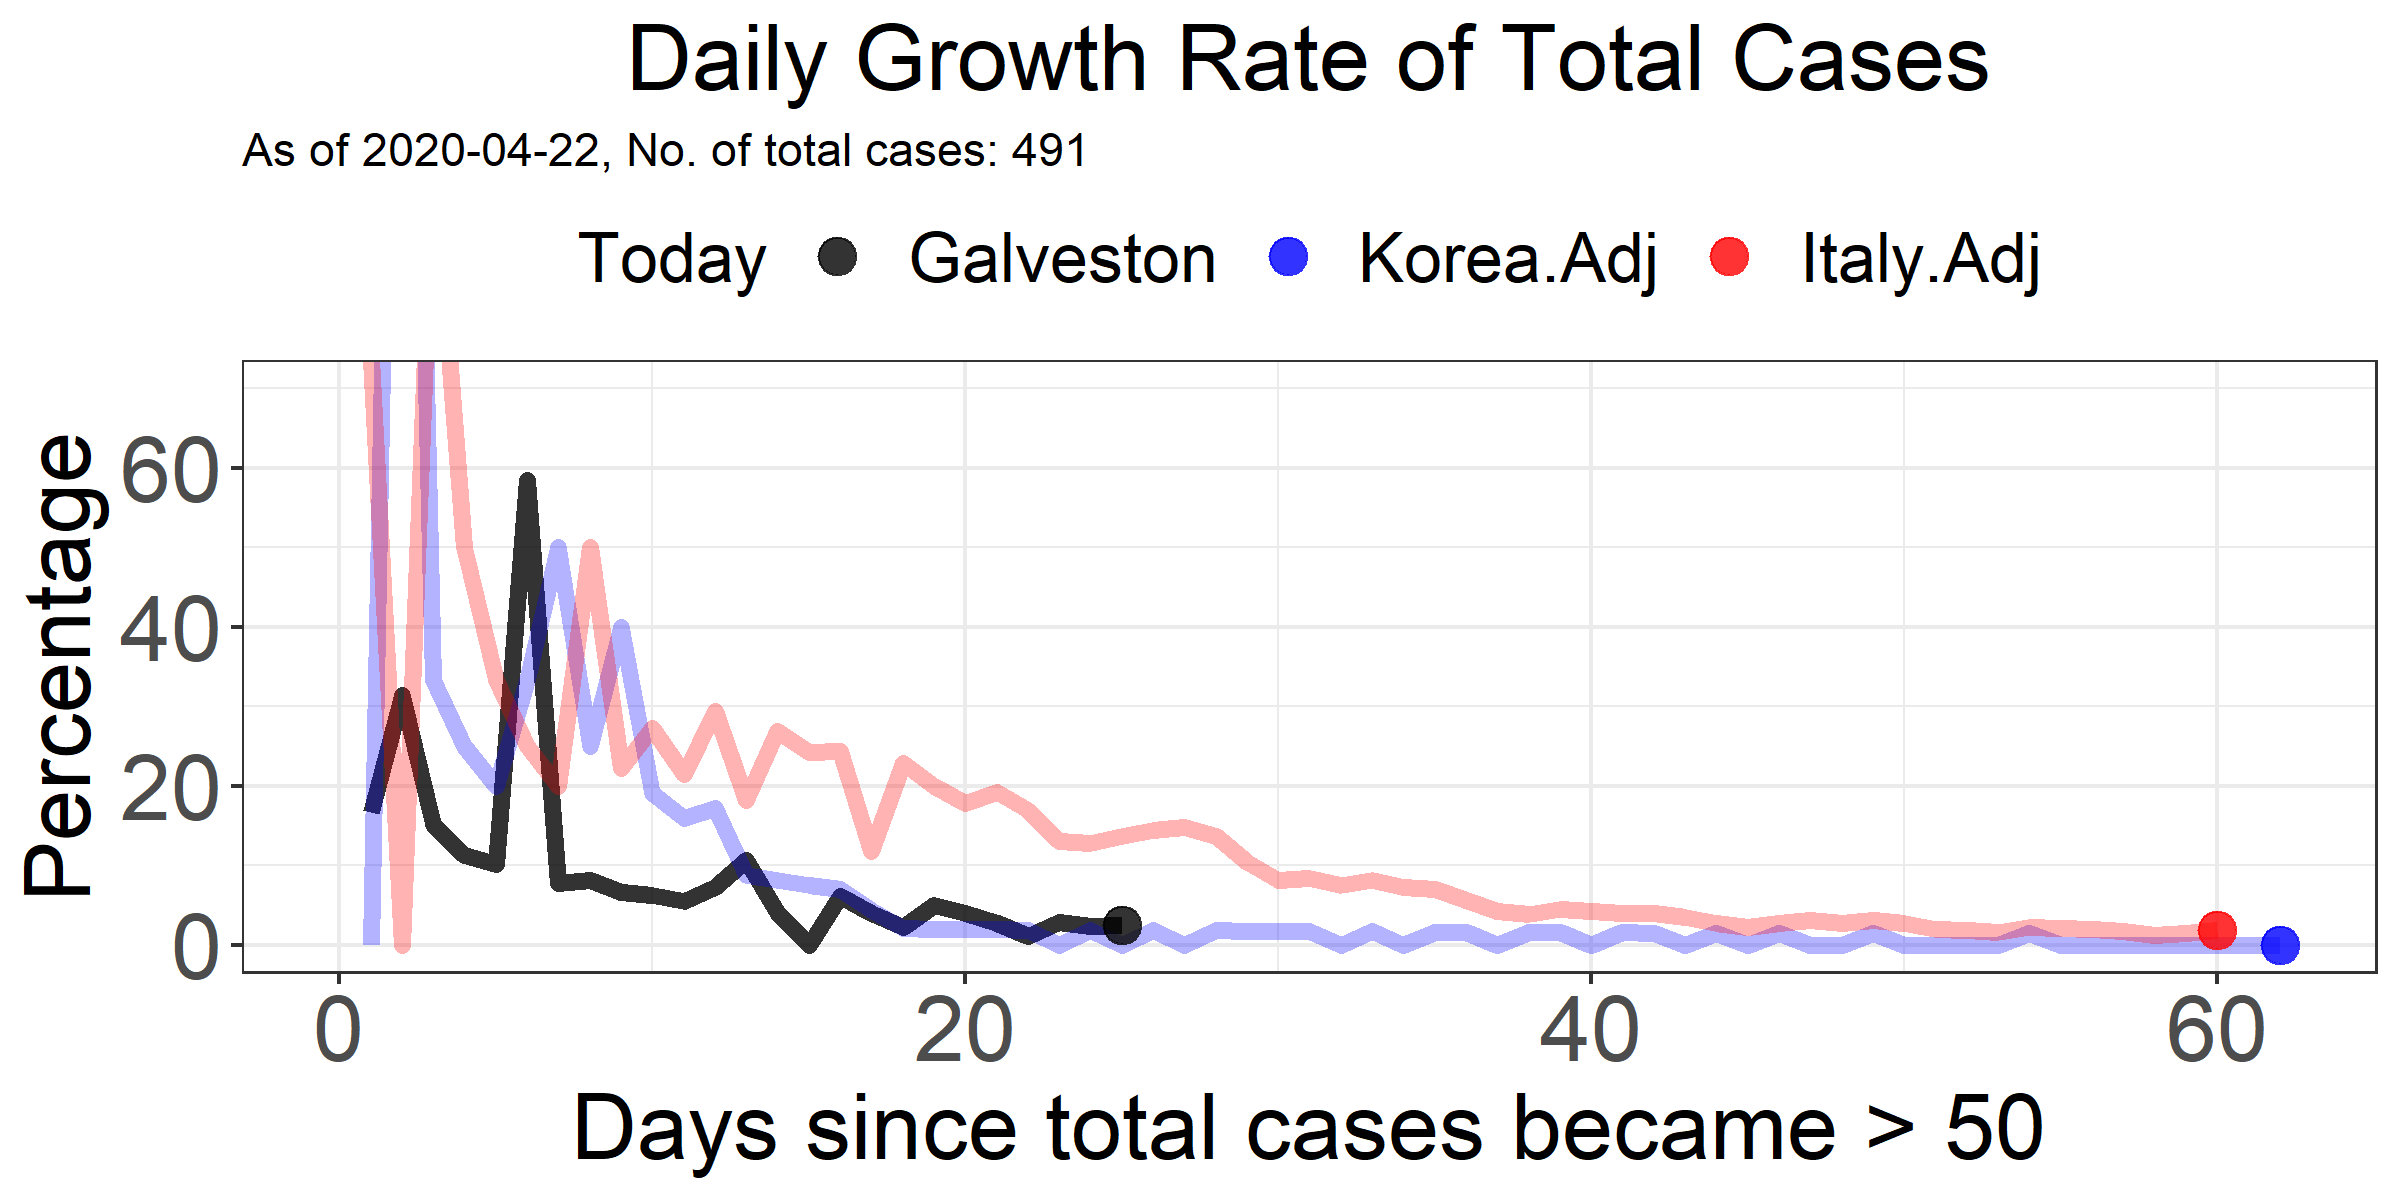 Daily Growth Rate of Total Cases
As of 2020-04-22, No. of total cases: 491
Today Galveston Korea.Adj Italy.Adj
Percentage
60
40
20
0
0 20 40 60
Days since total cases became > 50